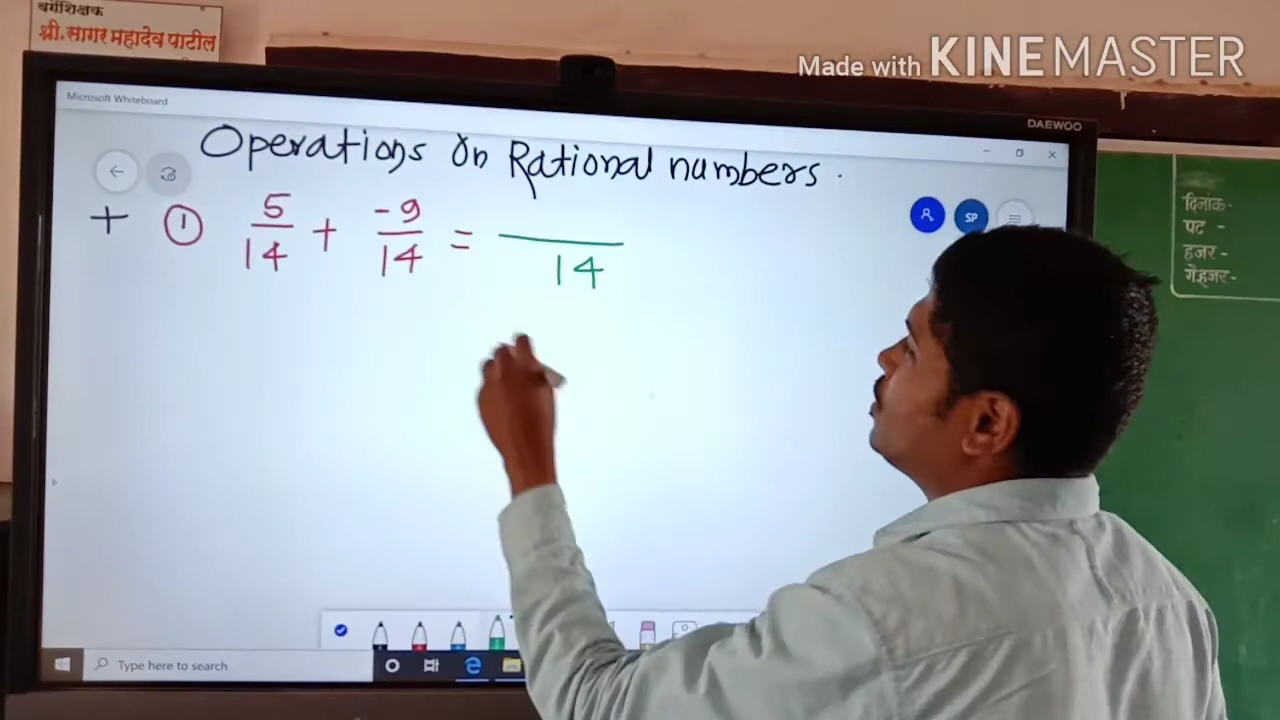 वर्गशिक्षक
श्री.सागर महादेव पाटील
Made with KINEMASTER
DAEWOO
Microsoft Whiteboard
Operations on Rational numbers.
+ ① 5/14 + -9/14 = /14
SP
दिनांक-
पट -
हजर -
गैरहजर-
Type here to search